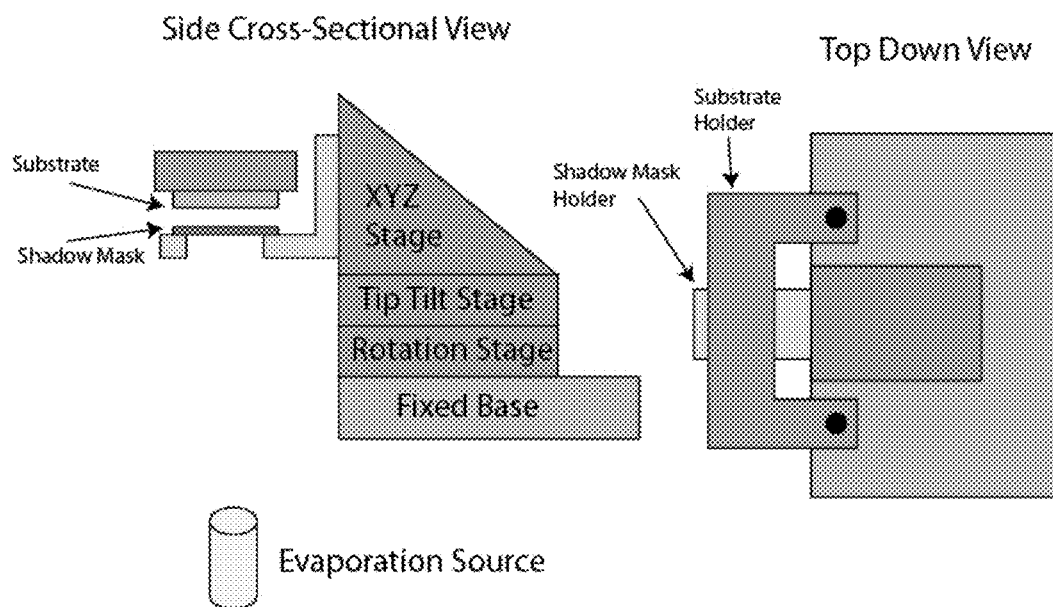 Side Cross-Sectional View
Top Down View
Substrate
Holder
Shadow Mask
Holder
Substrate
Shadow Mask
XYZ
Stage
Tip Tilt Stage
Rotation Stage
Fixed Base
Evaporation Source